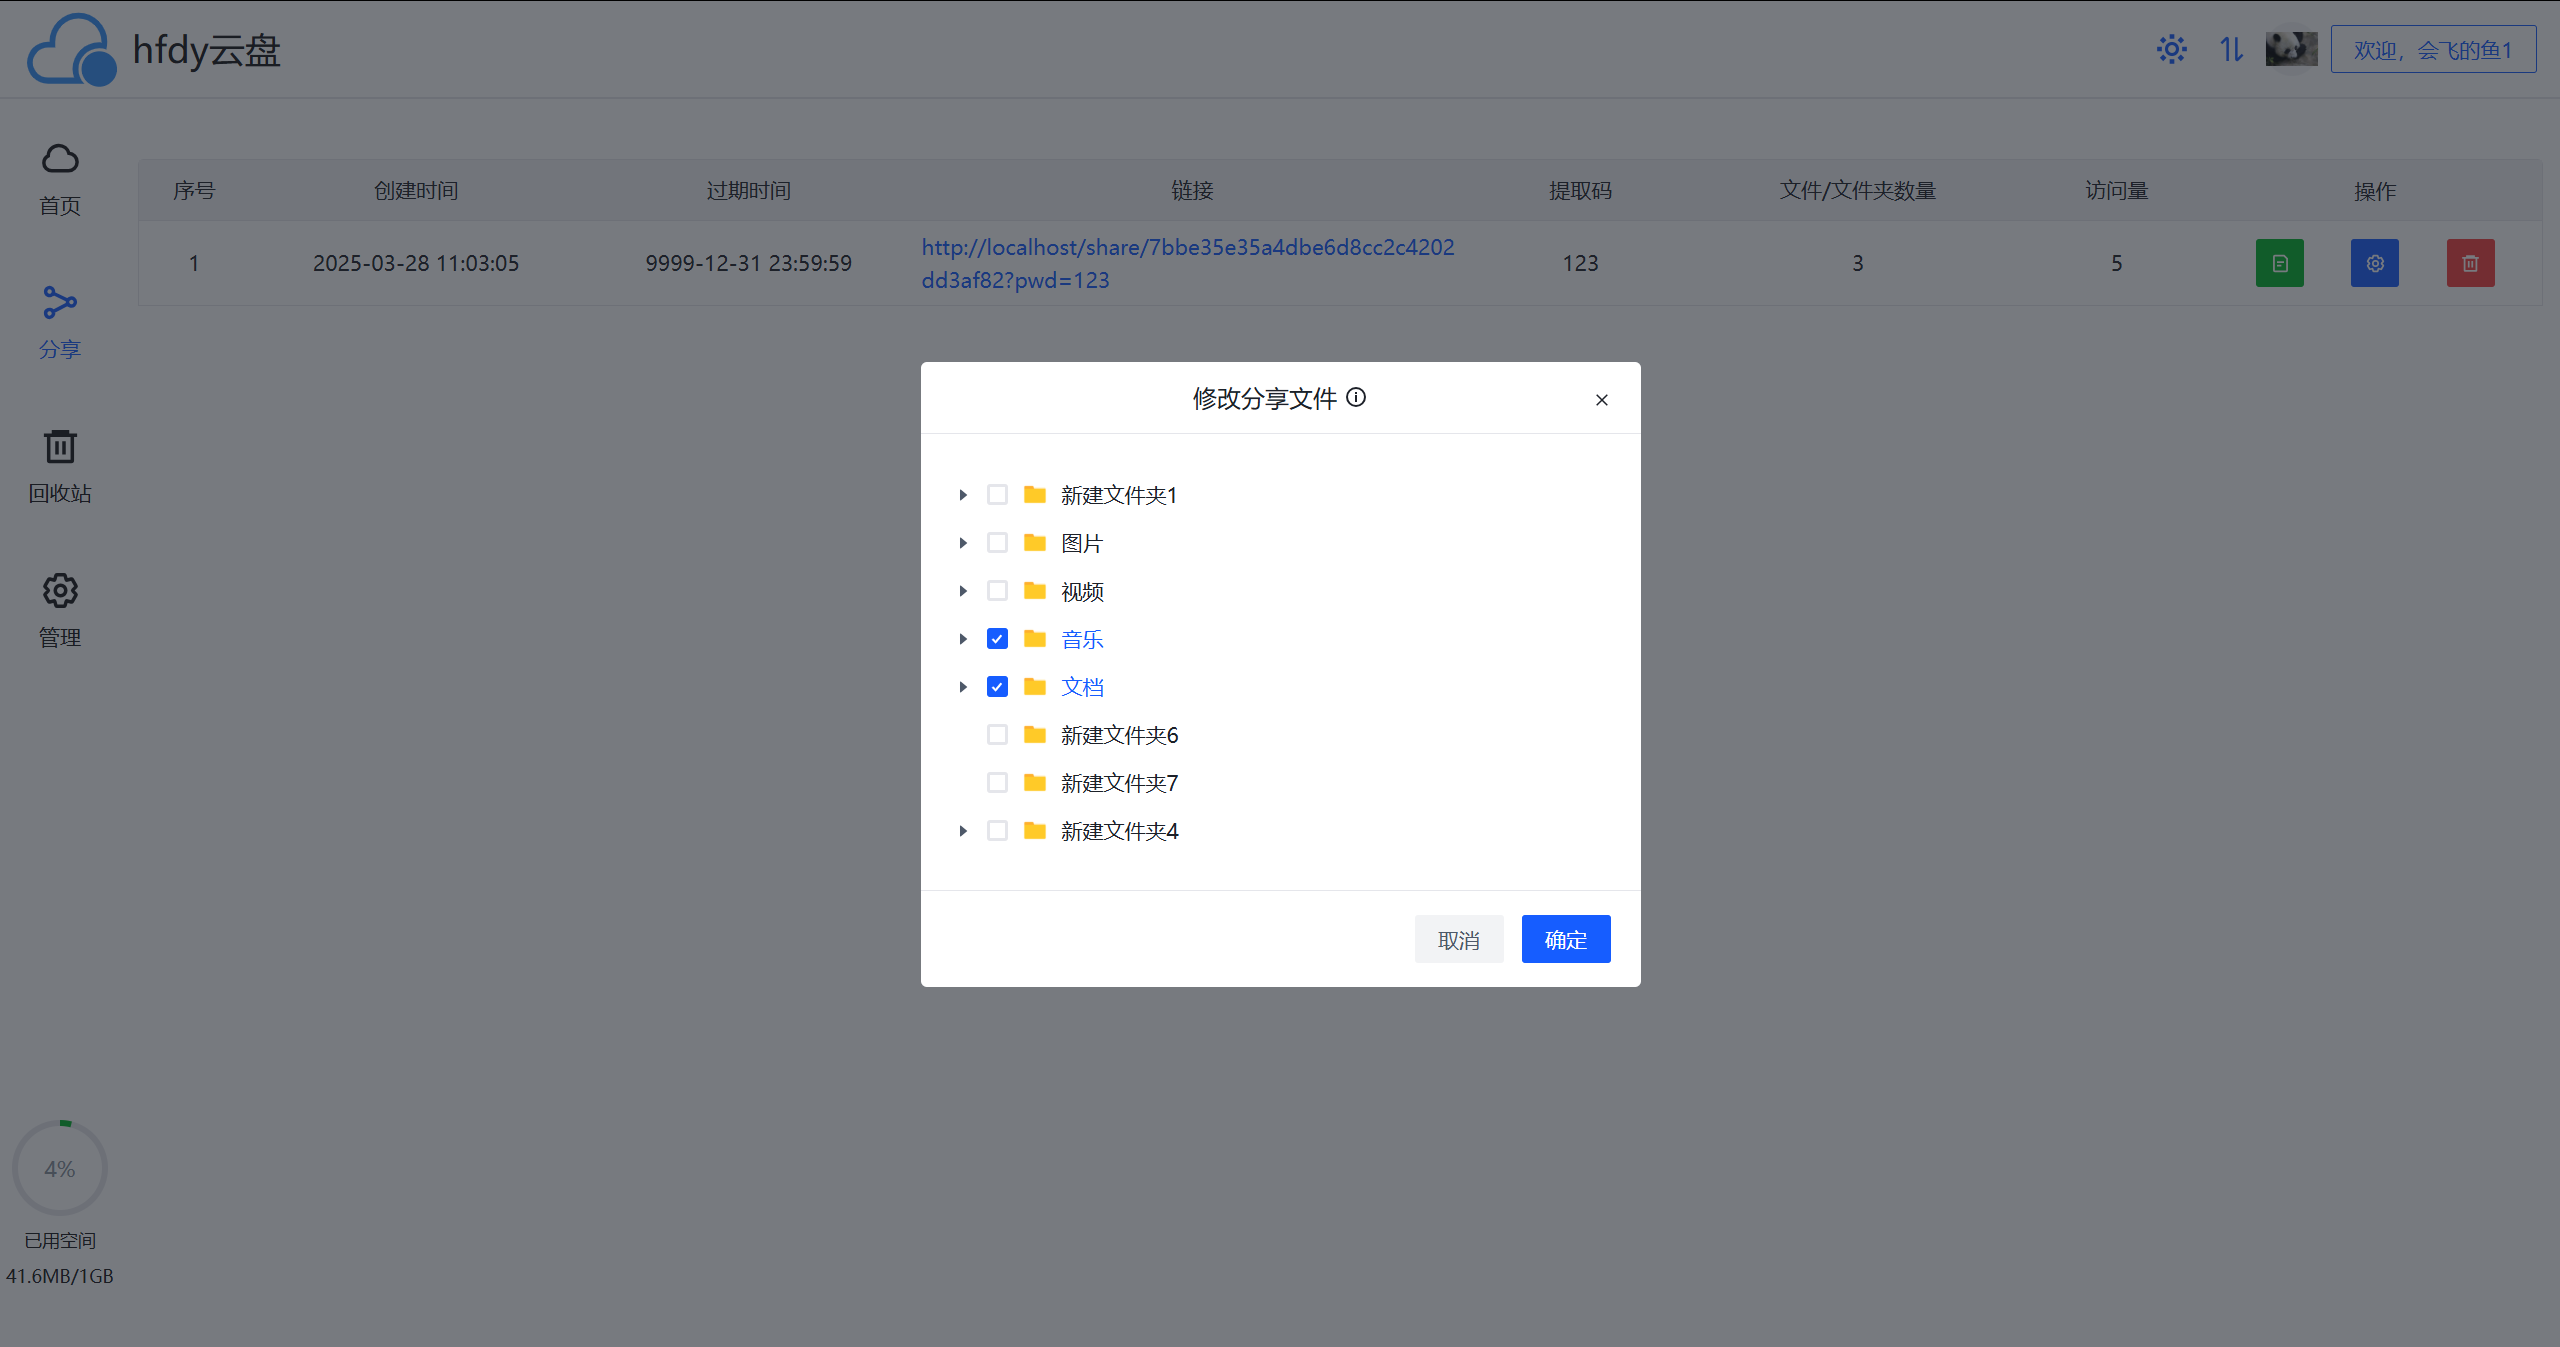 hfdy云盘
欢迎，会飞的鱼1
首页
分享
回收站
管理
4%
已用空间
41.6MB/1GB
序号 创建时间 过期时间 链接 提取码 文件/文件夹数量 访问量 操作
1 2025-03-28 11:03:05 9999-12-31 23:59:59 http://localhost/share/7bbe35e35a4dbe6d8cc2c4202 123 3 5
dd3af82?pwd=123
修改分享文件
新建文件夹1
图片
视频
音乐
文档
新建文件夹6
新建文件夹7
新建文件夹4
取消 确定